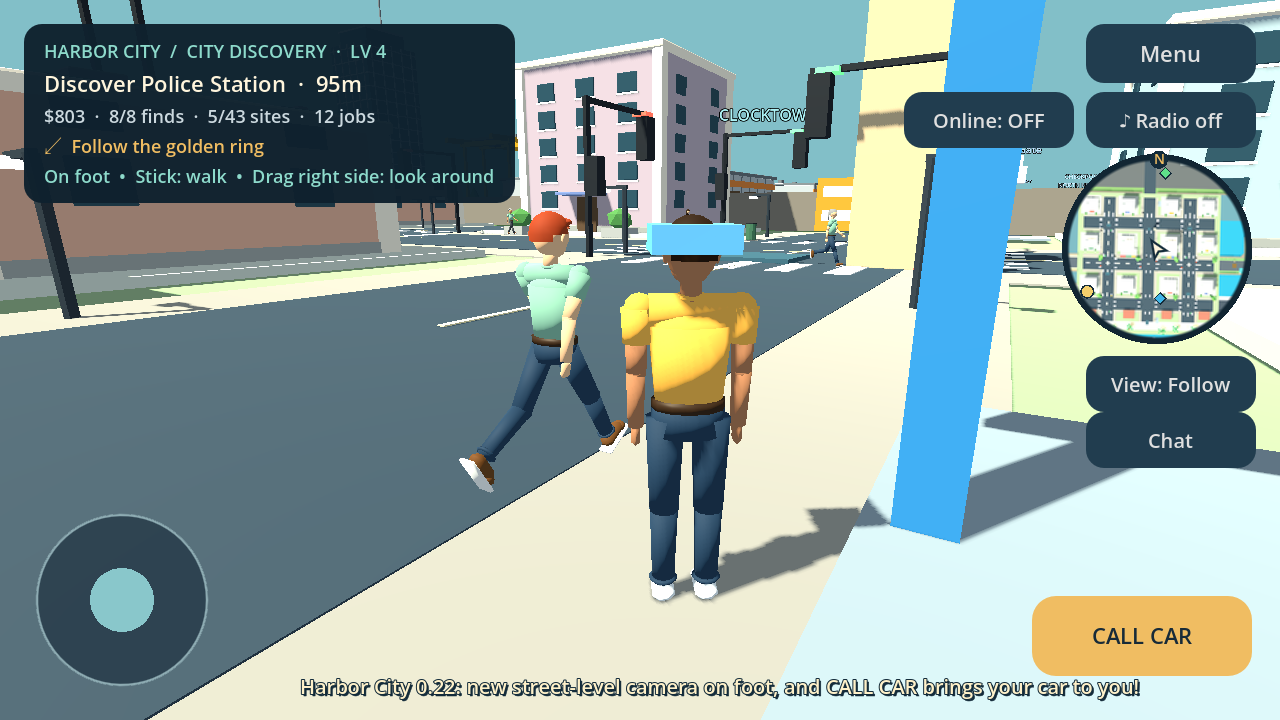 HARBOR CITY / CITY DISCOVERY · LV 4
Discover Police Station · 95m
$803 · 8/8 finds · 5/43 sites · 12 jobs
↙ Follow the golden ring
On foot • Stick: walk • Drag right side: look around
Menu
Online: OFF
♪ Radio off
CLOCKTOW
N
View: Follow
Chat
CALL CAR
Harbor City 0.22: new street-level camera on foot, and CALL CAR brings your car to you!